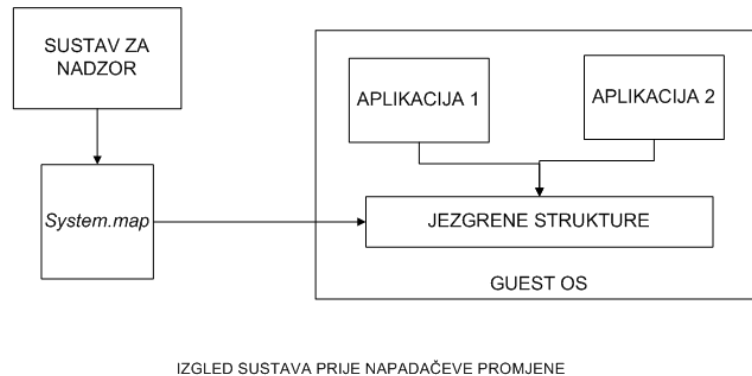 SUSTAV ZA
NADZOR
APLIKACIJA 1
APLIKACIJA 2
System.map
JEZGRENE STRUKTURE
GUEST OS
IZGLED SUSTAVA PRIJE NAPADAČEVE PROMJENE